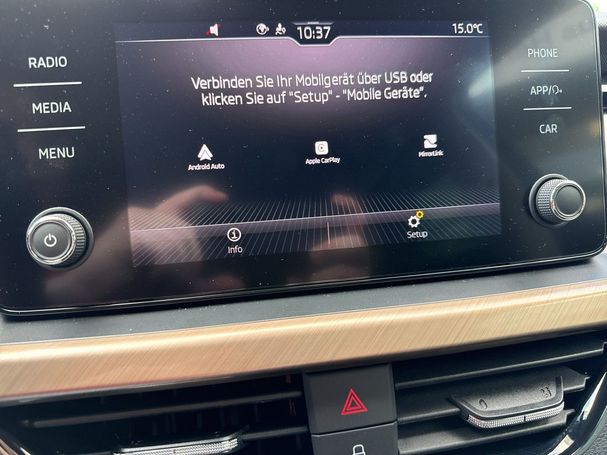 10:37
15.0°C
RADIO
MEDIA
MENU
PHONE
APP/
CAR
Verbinden Sie Ihr Mobilgerät über USB oder
klicken Sie auf "Setup" - "Mobile Geräte".
Android Auto
Apple CarPlay
MirrorLink
Info
Setup